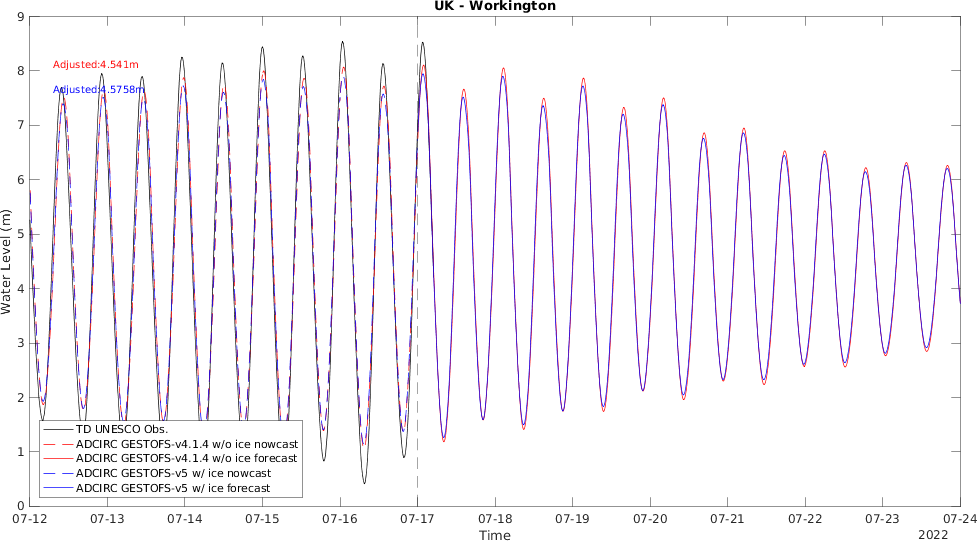 UK - Workington
9
8
7
6
5
4
3
2
1
0
Water Level (m)
Adjusted:4.541m
Adjusted:4.5758m
TD UNESCO Obs.
ADCIRC GESTOFS-v4.1.4 w/o ice nowcast
ADCIRC GESTOFS-v4.1.4 w/o ice forecast
ADCIRC GESTOFS-v5 w/ ice nowcast
ADCIRC GESTOFS-v5 w/ ice forecast
07-12 07-13 07-14 07-15 07-16 07-17 07-18 07-19 07-20 07-21 07-22 07-23 07-24
Time
2022